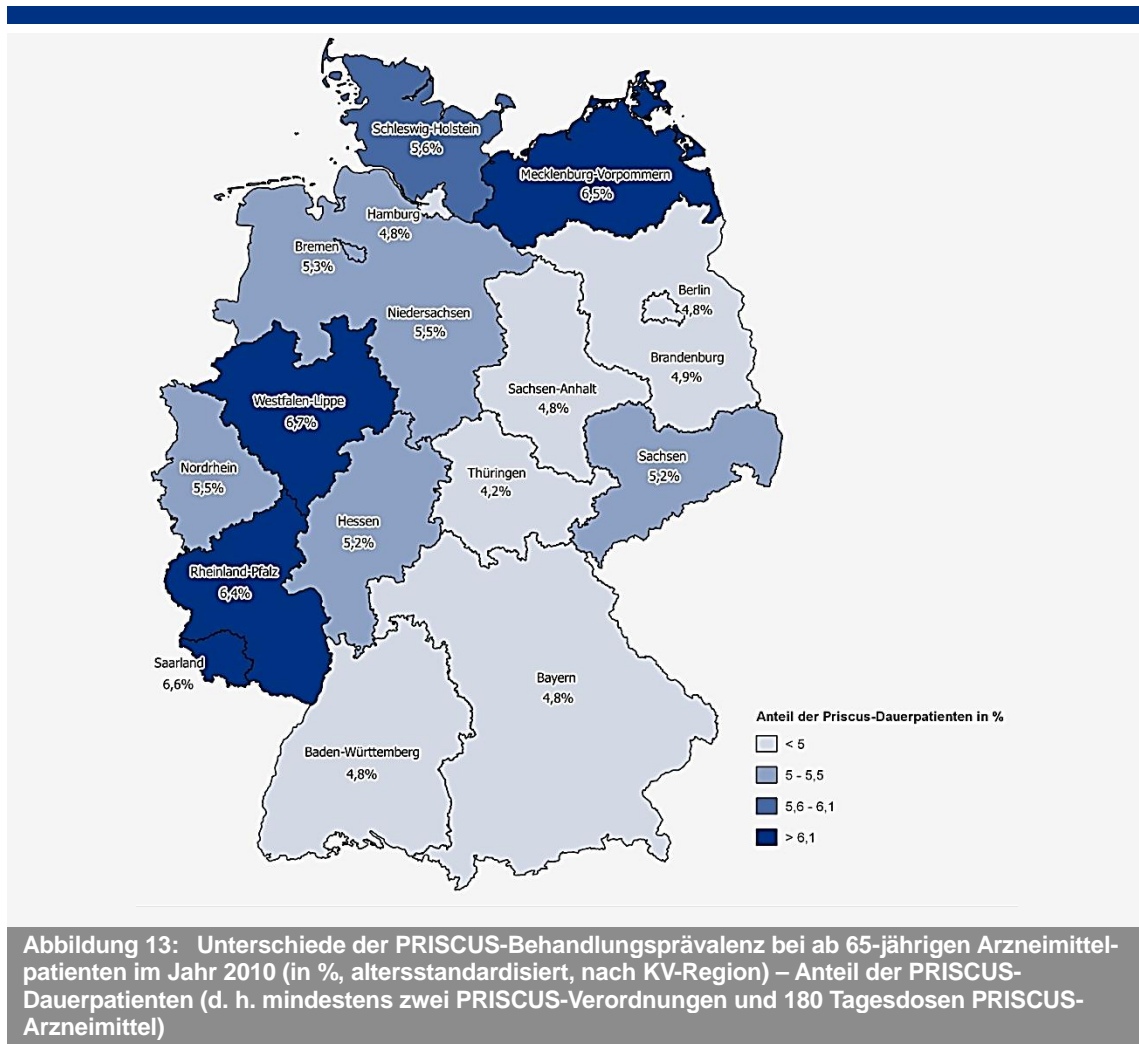 Schleswig-Holstein
5,6%
Mecklenburg-Vorpommern
6,5%
Hamburg
4,8%
Bremen
5,3%
Niedersachsen
5,5%
Berlin
4,8%
Brandenburg
4,9%
Sachsen-Anhalt
4,8%
Westfalen-Lippe
6,7%
Nordrhein
5,5%
Sachsen
5,2%
Thüringen
4,2%
Hessen
5,2%
Rheinland-Pfalz
6,4%
Saarland
6,6%
Bayern
4,8%
Baden-Württemberg
4,8%
Anteil der Priscus-Dauerpatienten in %
< 5
5 - 5,5
5,6 - 6,1
> 6,1
Abbildung 13: Unterschiede der PRISCUS-Behandlungsprävalenz bei ab 65-jährigen Arzneimittel-
patienten im Jahr 2010 (in %, altersstandardisiert, nach KV-Region) – Anteil der PRISCUS-
Dauerpatienten (d. h. mindestens zwei PRISCUS-Verordnungen und 180 Tagesdosen PRISCUS-
Arzneimittel)